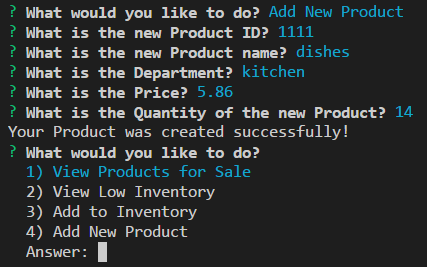 ? What would you like to do? Add New Product
? What is the new Product ID? 1111
? What is the new Product name? dishes
? What is the Department? kitchen
? What is the Price? 5.86
? What is the Quantity of the new Product? 14
Your Product was created successfully!
? What would you like to do?
1) View Products for Sale
2) View Low Inventory
3) Add to Inventory
4) Add New Product
Answer: